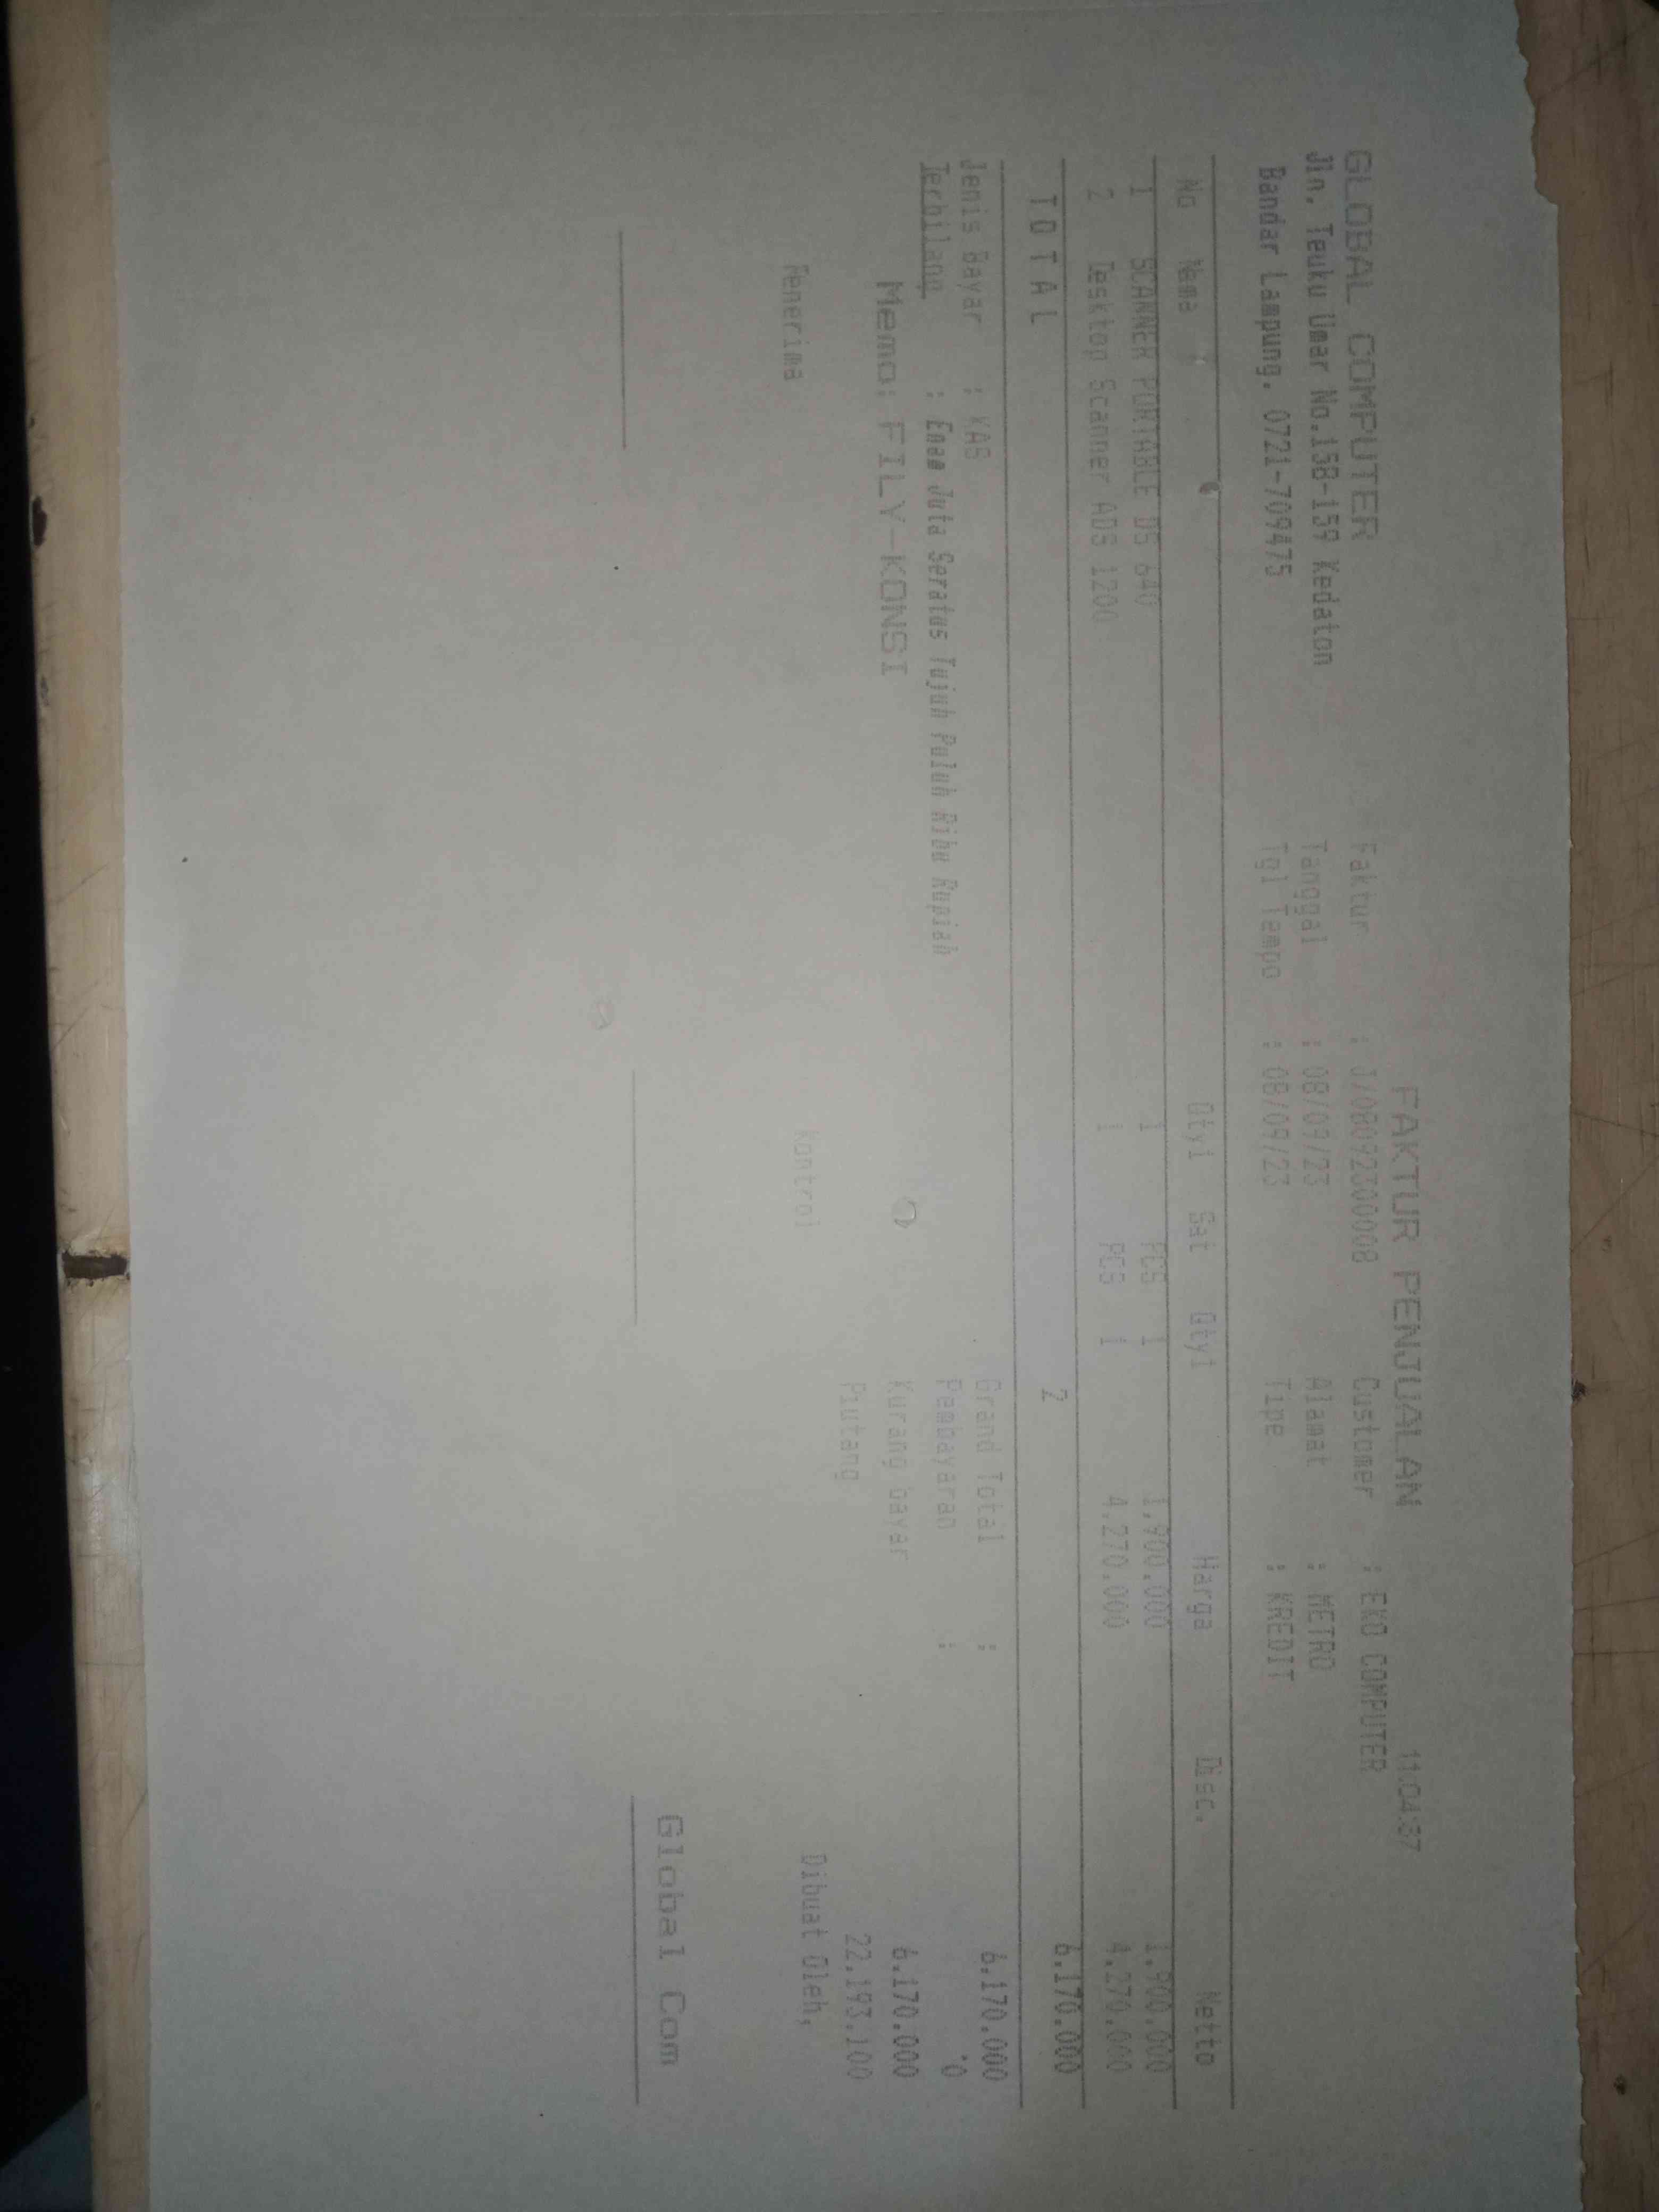 FAKTUR PENJUALAN 11:04:37
GLOBAL COMPUTER Faktur : J/08092300008 Customer : EKO COMPUTER
Jln. Teuku Umar No.158-159 Kedaton Tanggal : 08/09/23 Alamat : METRO
Bandar Lampung, 0721-709475 Tgl Tempo : 08/09/23 Tipe : KREDIT
No Nama Qty1 Sat Qty1 Harga Disc. Netto
1 SCANNER PORTABLE DS 640 1 PCS 1 1.900.000 1.900.000
2 Desktop Scanner ADS 1200 1 PCS 1 4.270.000 4.270.000
T O T A L 2 6.170.000
Jenis Bayar : KAS Grand Total : 6.170.000
Terbilang : Enam Juta Seratus Tujuh Puluh Ribu Rupiah Pembayaran : 0
Memo: FILY-KONSI Kurang bayar 6.170.000
Piutang 22.193.100
Penerima Kontrol Dibuat Oleh,
Global Com